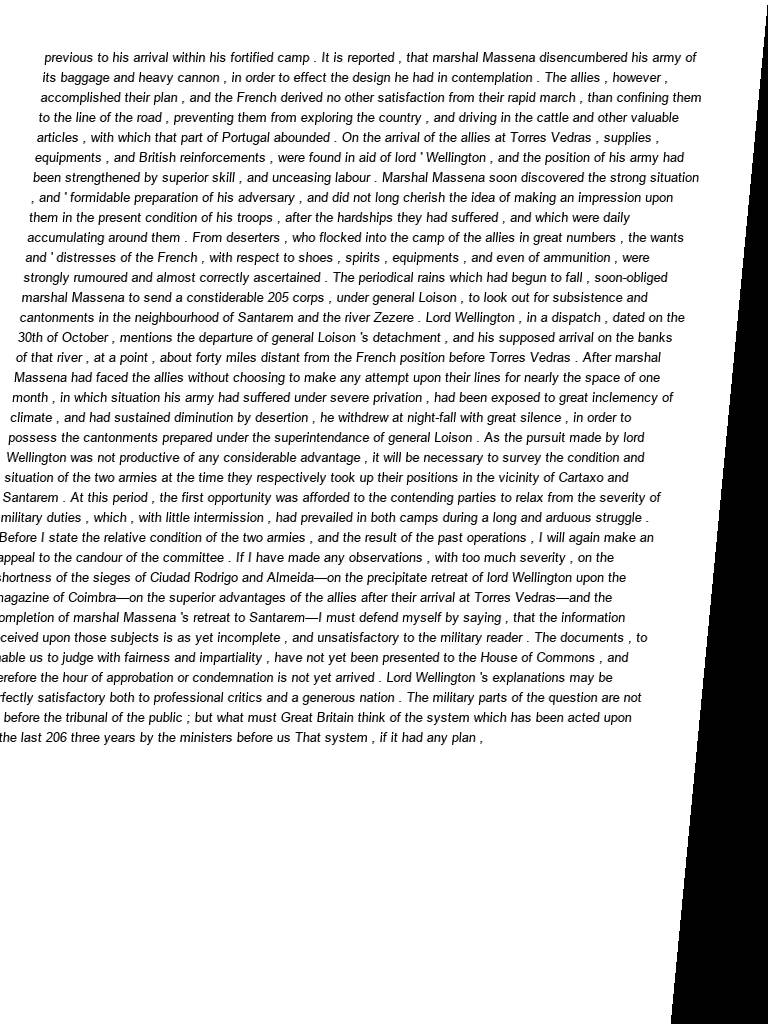 previous to his arrival within his fortified camp . It is reported , that marshal Massena disencumbered his army of
its baggage and heavy cannon , in order to effect the design he had in contemplation . The allies , however ,
accomplished their plan , and the French derived no other satisfaction from their rapid march , than confining them
to the line of the road , preventing them from exploring the country , and driving in the cattle and other valuable
articles , with which that part of Portugal abounded . On the arrival of the allies at Torres Vedras , supplies ,
equipments , and British reinforcements , were found in aid of lord ' Wellington , and the position of his army had
been strengthened by superior skill , and unceasing labour . Marshal Massena soon discovered the strong situation
, and ' formidable preparation of his adversary , and did not long cherish the idea of making an impression upon
them in the present condition of his troops , after the hardships they had suffered , and which were daily
accumulating around them . From deserters , who flocked into the camp of the allies in great numbers , the wants
and ' distresses of the French , with respect to shoes , spirits , equipments , and even of ammunition , were
strongly rumoured and almost correctly ascertained . The periodical rains which had begun to fall , soon-obliged
marshal Massena to send a constiderable 205 corps , under general Loison , to look out for subsistence and
cantonments in the neighbourhood of Santarem and the river Zezere . Lord Wellington , in a dispatch , dated on the
30th of October , mentions the departure of general Loison 's detachment , and his supposed arrival on the banks
of that river , at a point , about forty miles distant from the French position before Torres Vedras . After marshal
Massena had faced the allies without choosing to make any attempt upon their lines for nearly the space of one
month , in which situation his army had suffered under severe privation , had been exposed to great inclemency of
climate , and had sustained diminution by desertion , he withdrew at night-fall with great silence , in order to
possess the cantonments prepared under the superintendance of general Loison . As the pursuit made by lord
Wellington was not productive of any considerable advantage , it will be necessary to survey the condition and
situation of the two armies at the time they respectively took up their positions in the vicinity of Cartaxo and
Santarem . At this period , the first opportunity was afforded to the contending parties to relax from the severity of
military duties , which , with little intermission , had prevailed in both camps during a long and arduous struggle .
Before I state the relative condition of the two armies , and the result of the past operations , I will again make an
appeal to the candour of the committee . If I have made any observations , with too much severity , on the
shortness of the sieges of Ciudad Rodrigo and Almeida—on the precipitate retreat of lord Wellington upon the
magazine of Coimbra—on the superior advantages of the allies after their arrival at Torres Vedras—and the
ompletion of marshal Massena 's retreat to Santarem—I must defend myself by saying , that the information
ceived upon those subjects is as yet incomplete , and unsatisfactory to the military reader . The documents , to
nable us to judge with fairness and impartiality , have not yet been presented to the House of Commons , and
erefore the hour of approbation or condemnation is not yet arrived . Lord Wellington 's explanations may be
rfectly satisfactory both to professional critics and a generous nation . The military parts of the question are not
before the tribunal of the public ; but what must Great Britain think of the system which has been acted upon
the last 206 three years by the ministers before us That system , if it had any plan ,